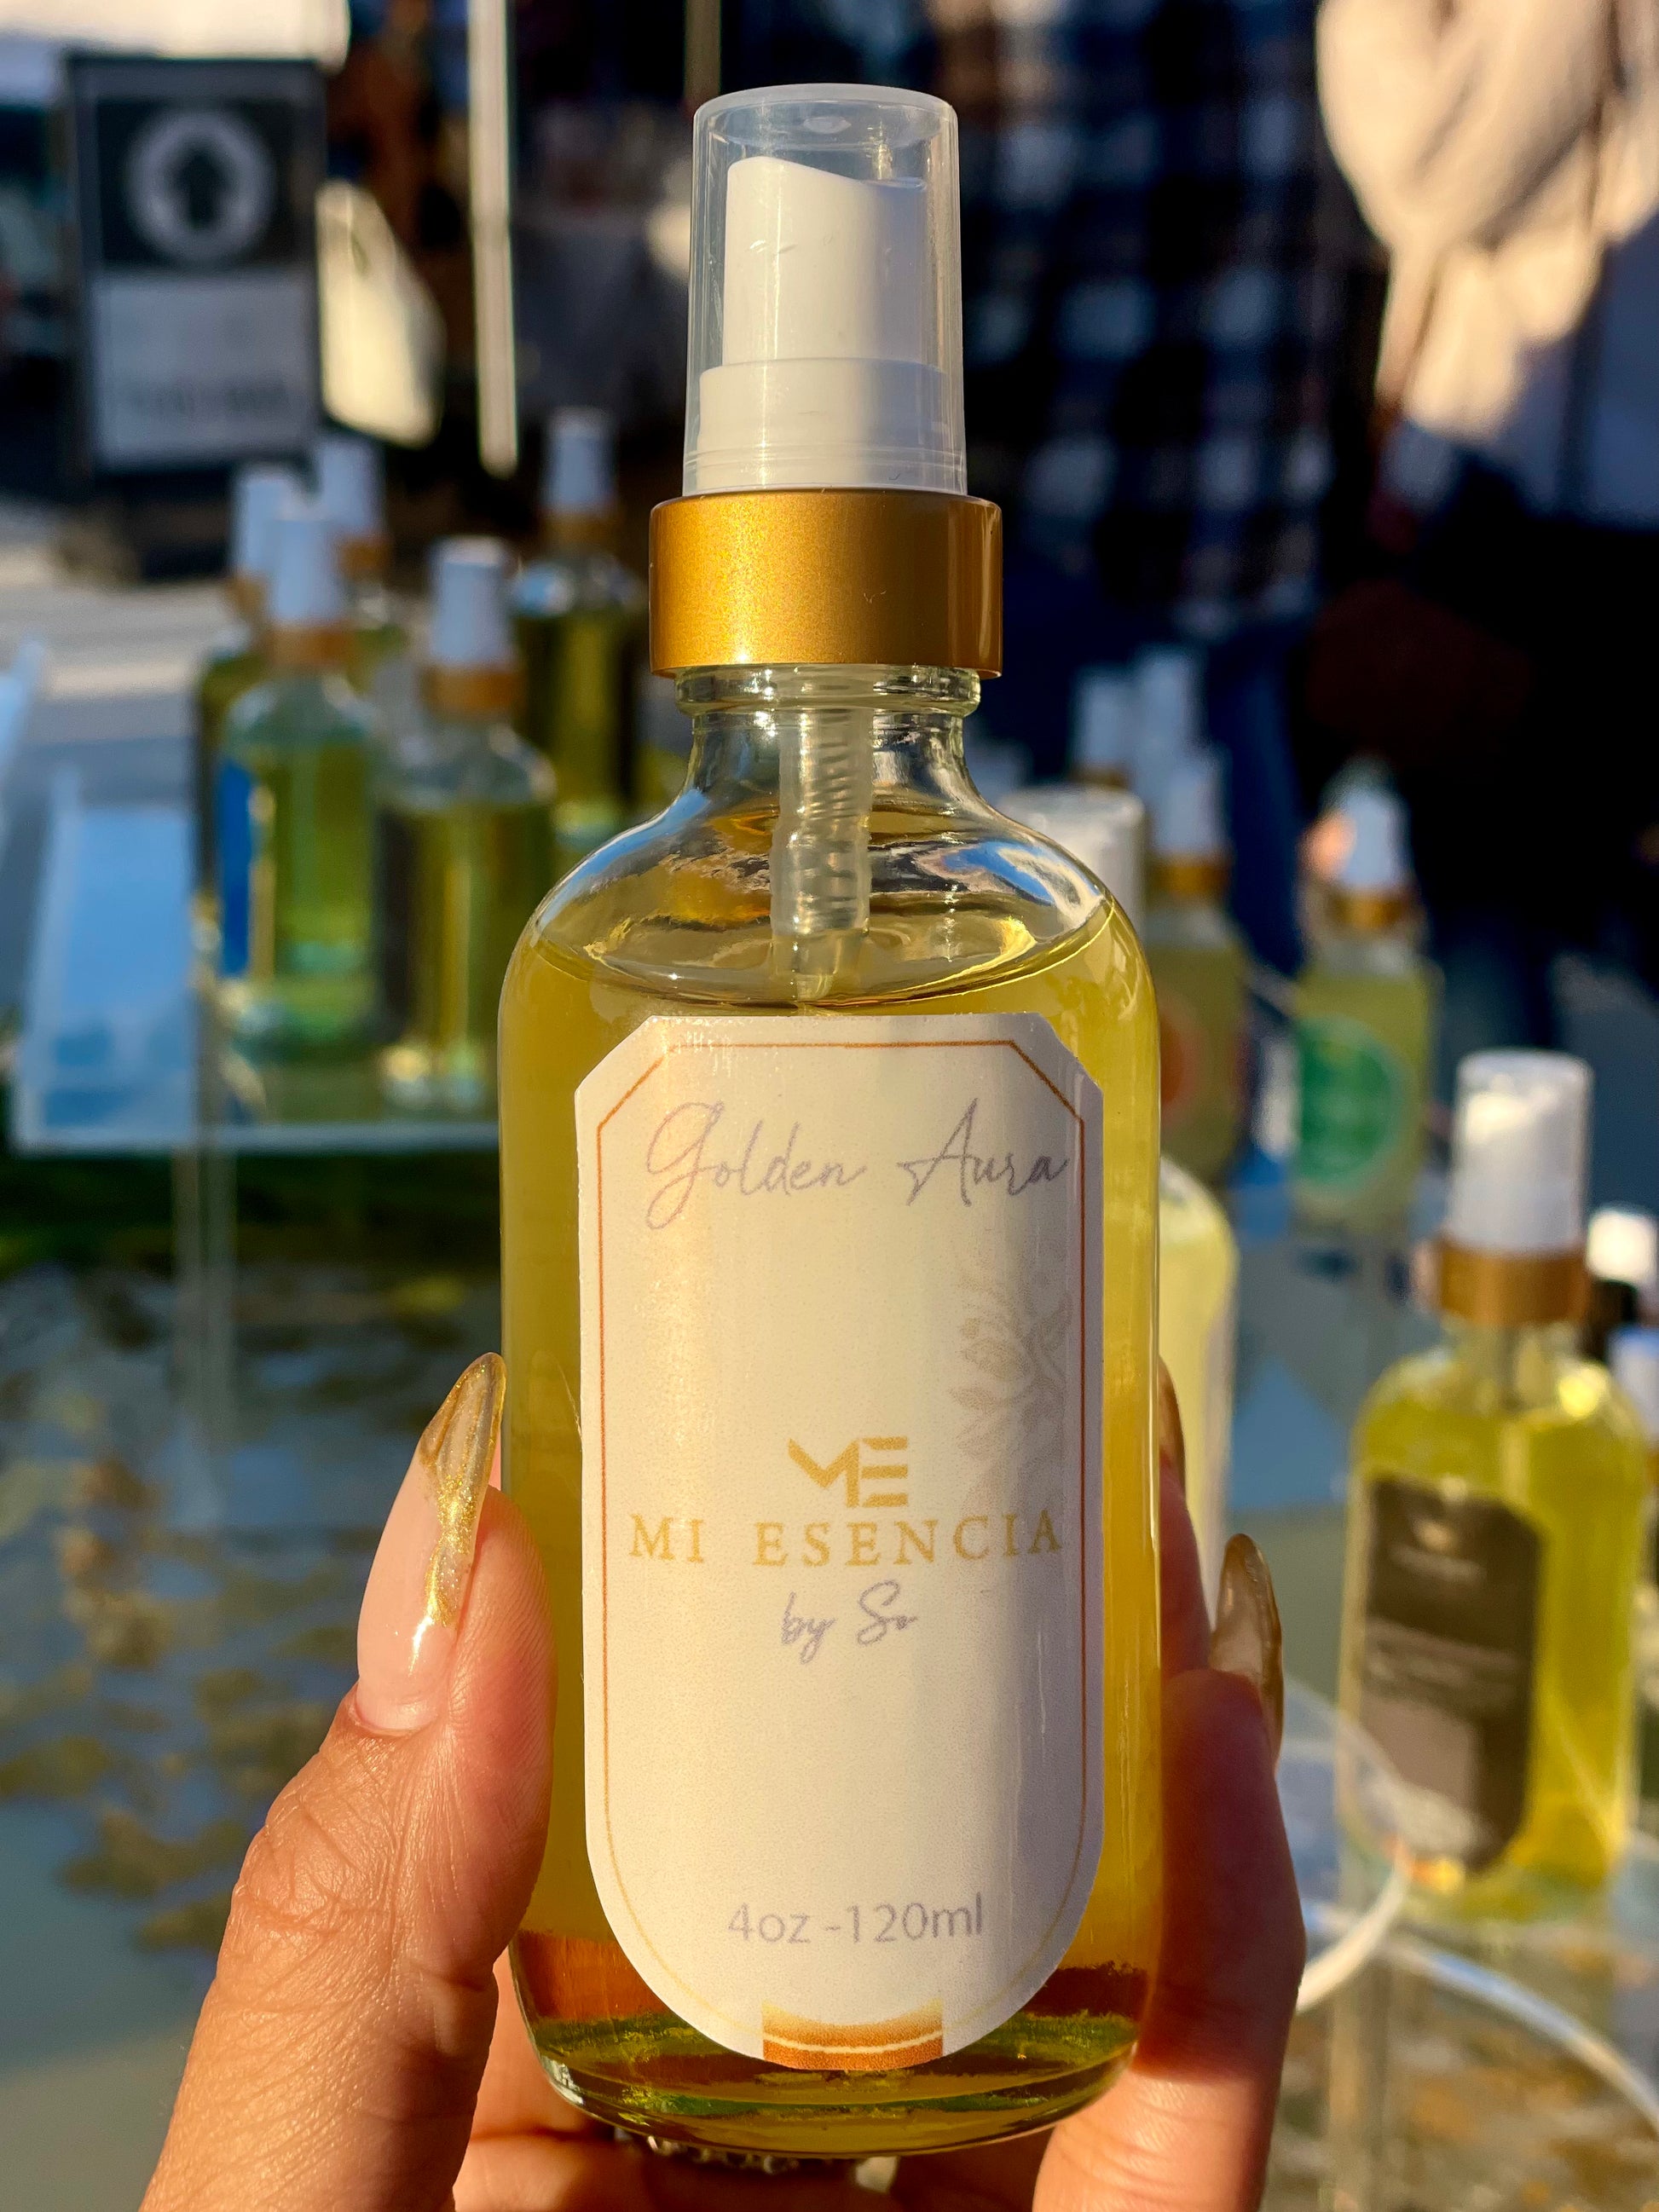 Golden Aura
ME
MI ESENCIA
by So
4oz -120ml